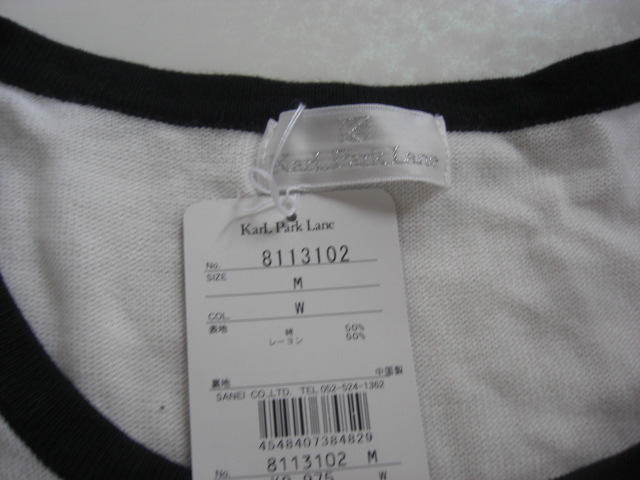 K
KarL Park Lane
KarL Park Lane
No. 8113102
SIZE
M
COL. W
表地 綿 50%
レーヨン 50%
裏地 中国製
SANEI CO.,LTD. TEL.052-524-1362
4548407384829
No. 8113102 M
W